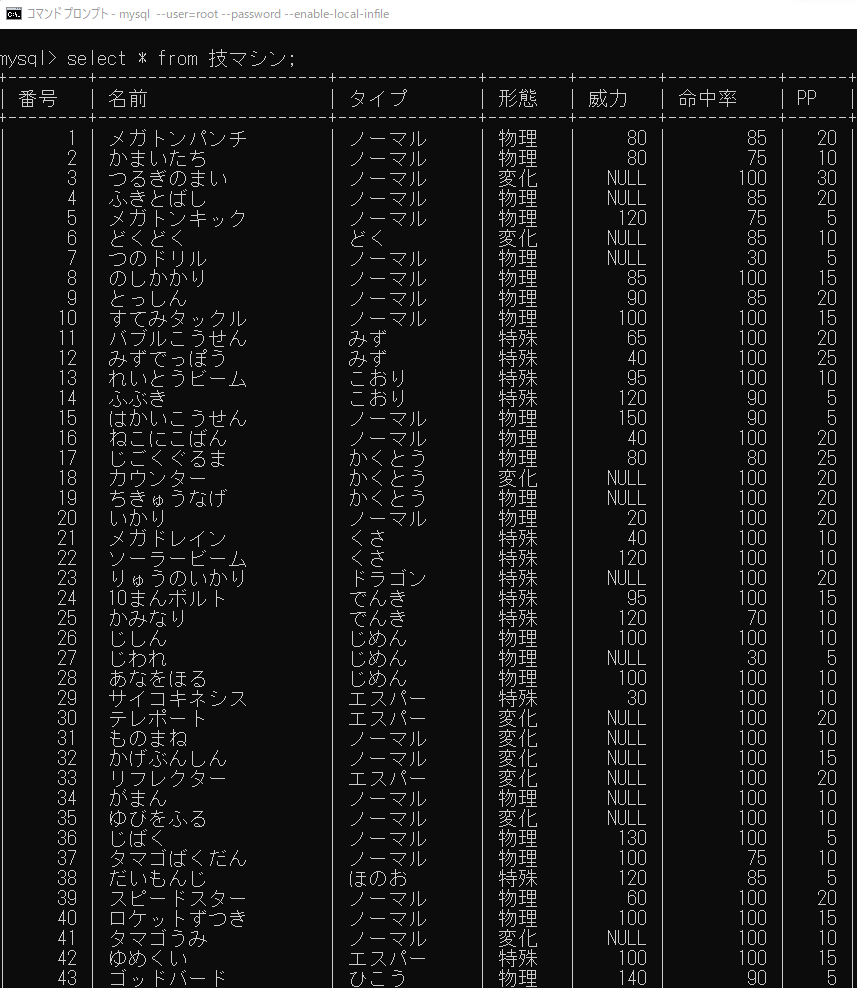 コマンド プロンプト - mysql --user=root --password --enable-local-infile
mysql> select * from 技マシン;
+------+------------+----------+------+------+--------+------+
| 番号 | 名前 | タイプ | 形態 | 威力 | 命中率 | PP |
+------+------------+----------+------+------+--------+------+
| 1 | メガトンパンチ | ノーマル | 物理 | 80 | 85 | 20
| 2 | かまいたち | ノーマル | 物理 | 80 | 75 | 10
| 3 | つるぎのまい | ノーマル | 変化 | NULL | 100 | 30
| 4 | ふきとばし | ノーマル | 物理 | NULL | 85 | 20
| 5 | メガトンキック | ノーマル | 物理 | 120 | 75 | 5
| 6 | どくどく | どく | 変化 | NULL | 85 | 10
| 7 | つのドリル | ノーマル | 物理 | NULL | 30 | 5
| 8 | のしかかり | ノーマル | 物理 | 85 | 100 | 15
| 9 | とっしん | ノーマル | 物理 | 90 | 85 | 20
| 10 | すてみタックル | ノーマル | 物理 | 100 | 100 | 15
| 11 | バブルこうせん | みず | 特殊 | 65 | 100 | 20
| 12 | みずでっぽう | みず | 特殊 | 40 | 100 | 25
| 13 | れいとうビーム | こおり | 特殊 | 95 | 100 | 10
| 14 | ふぶき | こおり | 特殊 | 120 | 90 | 5
| 15 | はかいこうせん | ノーマル | 物理 | 150 | 90 | 5
| 16 | ねこにこばん | ノーマル | 物理 | 40 | 100 | 20
| 17 | じごくぐるま | かくとう | 物理 | 80 | 80 | 25
| 18 | カウンター | かくとう | 変化 | NULL | 100 | 20
| 19 | ちきゅうなげ | かくとう | 物理 | NULL | 100 | 20
| 20 | いかり | ノーマル | 物理 | 20 | 100 | 20
| 21 | メガドレイン | くさ | 特殊 | 40 | 100 | 10
| 22 | ソーラービーム | くさ | 特殊 | 120 | 100 | 10
| 23 | りゅうのいかり | ドラゴン | 特殊 | NULL | 100 | 20
| 24 | 10まんボルト | でんき | 特殊 | 95 | 100 | 15
| 25 | かみなり | でんき | 特殊 | 120 | 70 | 10
| 26 | じしん | じめん | 物理 | 100 | 100 | 10
| 27 | じわれ | じめん | 物理 | NULL | 30 | 5
| 28 | あなをほる | じめん | 物理 | 100 | 100 | 10
| 29 | サイコキネシス | エスパー | 特殊 | 30 | 100 | 10
| 30 | テレポート | エスパー | 変化 | NULL | 100 | 20
| 31 | ものまね | ノーマル | 変化 | NULL | 100 | 10
| 32 | かげぶんしん | ノーマル | 変化 | NULL | 100 | 15
| 33 | リフレクター | エスパー | 変化 | NULL | 100 | 20
| 34 | がまん | ノーマル | 物理 | NULL | 100 | 10
| 35 | ゆびをふる | ノーマル | 変化 | NULL | 100 | 10
| 36 | じばく | ノーマル | 物理 | 130 | 100 | 5
| 37 | タマゴばくだん | ノーマル | 物理 | 100 | 75 | 10
| 38 | だいもんじ | ほのお | 特殊 | 120 | 85 | 5
| 39 | スピードスター | ノーマル | 物理 | 60 | 100 | 20
| 40 | ロケットずつき | ノーマル | 物理 | 100 | 100 | 15
| 41 | タマゴうみ | ノーマル | 変化 | NULL | 100 | 10
| 42 | ゆめくい | エスパー | 特殊 | 100 | 100 | 15
| 43 | ゴッドバード | ひこう | 物理 | 140 | 90 | 5